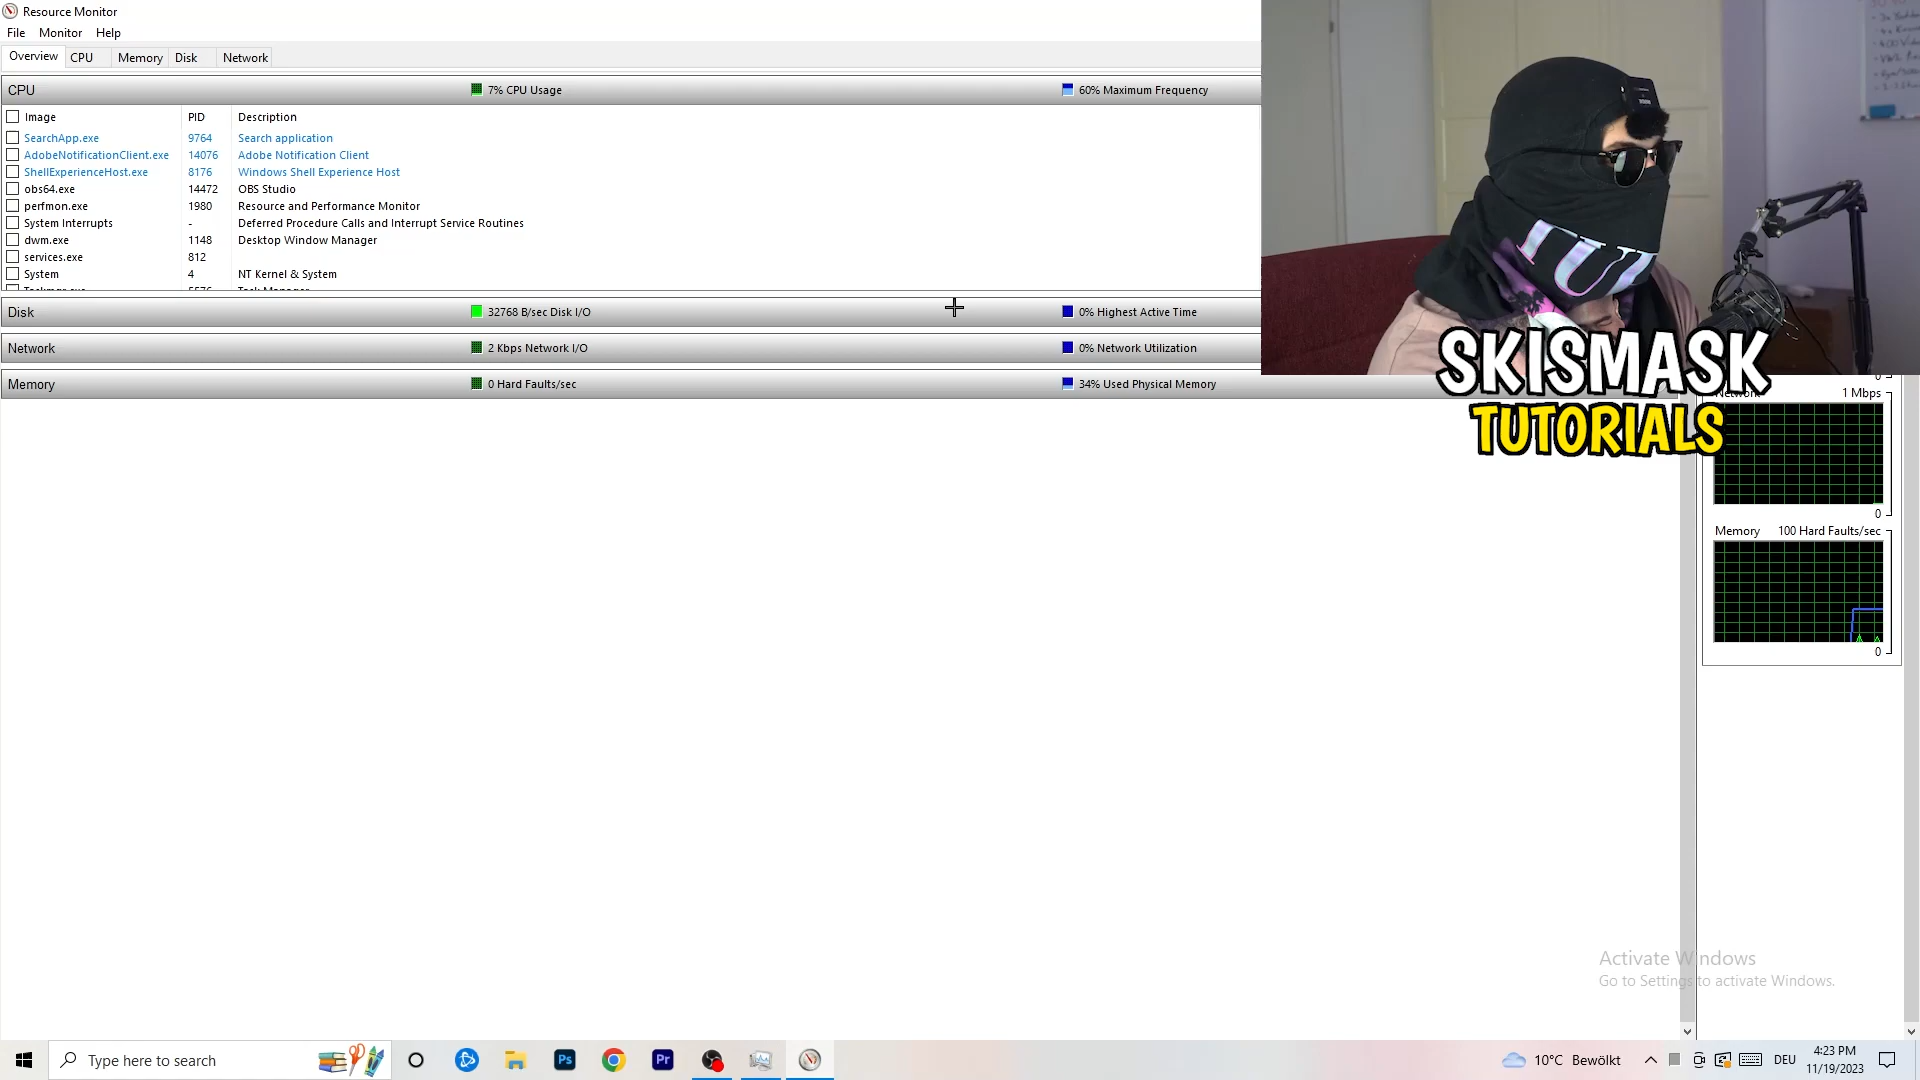 Resource Monitor
File Monitor Help
Overview CPU Memory Disk Network
CPU 7% CPU Usage 60% Maximum Frequency
Image PID Description
SearchApp.exe 9764 Search application
AdobeNotificationClient.exe 14076 Adobe Notification Client
ShellExperienceHost.exe 8176 Windows Shell Experience Host
obs64.exe 14472 OBS Studio
perfmon.exe 1980 Resource and Performance Monitor
System Interrupts - Deferred Procedure Calls and Interrupt Service Routines
dwm.exe 1148 Desktop Window Manager
services.exe 812
System 4 NT Kernel & System
Disk 32768 B/sec Disk I/O 0% Highest Active Time
Network 2 Kbps Network I/O 0% Network Utilization
Memory 0 Hard Faults/sec 34% Used Physical Memory
SKISMASK
TUTORIALS
Network 1 Mbps
0
Memory 100 Hard Faults/sec
0
Activate Windows
Go to Settings to activate Windows.
Type here to search
Ps
Pr
10°C Bewölkt
DEU
4:23 PM
11/19/2023